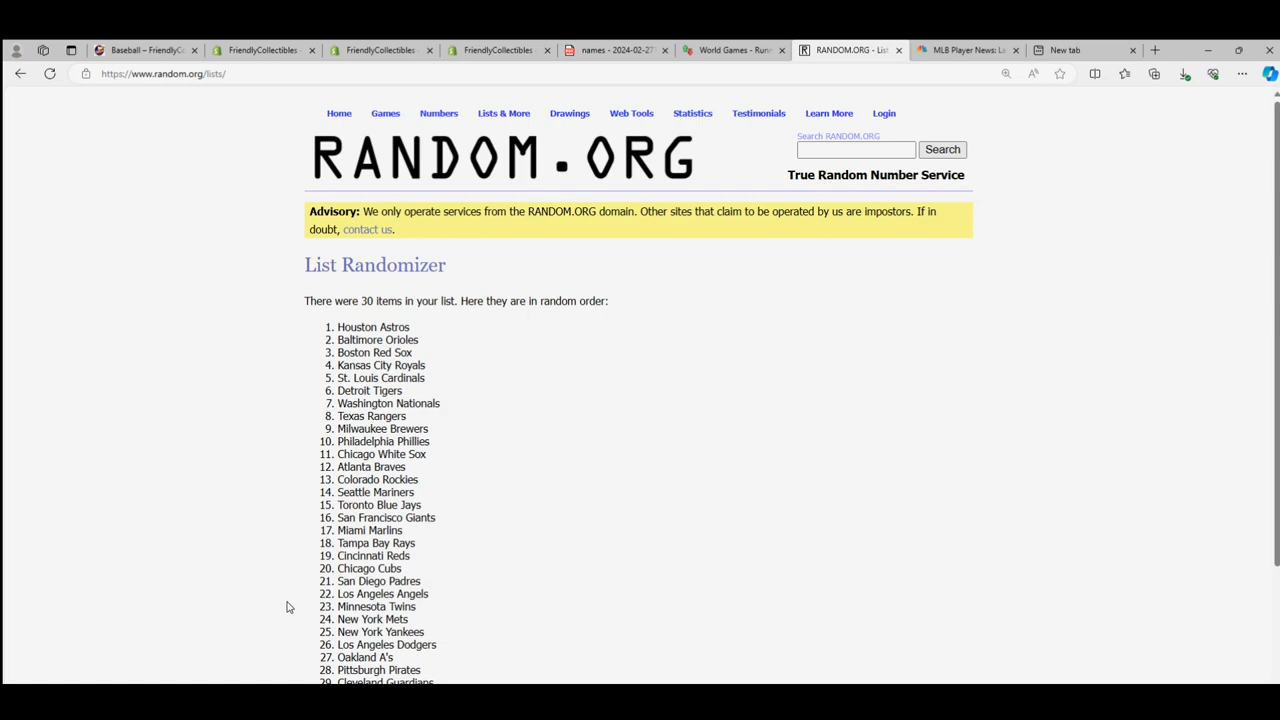 Baseball – FriendlyCo
FriendlyCollectibles
FriendlyCollectibles
FriendlyCollectibles
names - 2024-02-27
World Games - Run
RANDOM.ORG - List
MLB Player News: La
New tab
https://www.random.org/lists/
Home Games Numbers Lists & More Drawings Web Tools Statistics Testimonials Learn More Login
RANDOM.ORG
Search RANDOM.ORG
Search
True Random Number Service
Advisory: We only operate services from the RANDOM.ORG domain. Other sites that claim to be operated by us are impostors. If in
doubt, contact us.
List Randomizer
There were 30 items in your list. Here they are in random order:
1. Houston Astros
2. Baltimore Orioles
3. Boston Red Sox
4. Kansas City Royals
5. St. Louis Cardinals
6. Detroit Tigers
7. Washington Nationals
8. Texas Rangers
9. Milwaukee Brewers
10. Philadelphia Phillies
11. Chicago White Sox
12. Atlanta Braves
13. Colorado Rockies
14. Seattle Mariners
15. Toronto Blue Jays
16. San Francisco Giants
17. Miami Marlins
18. Tampa Bay Rays
19. Cincinnati Reds
20. Chicago Cubs
21. San Diego Padres
22. Los Angeles Angels
23. Minnesota Twins
24. New York Mets
25. New York Yankees
26. Los Angeles Dodgers
27. Oakland A's
28. Pittsburgh Pirates
29. Cleveland Guardians